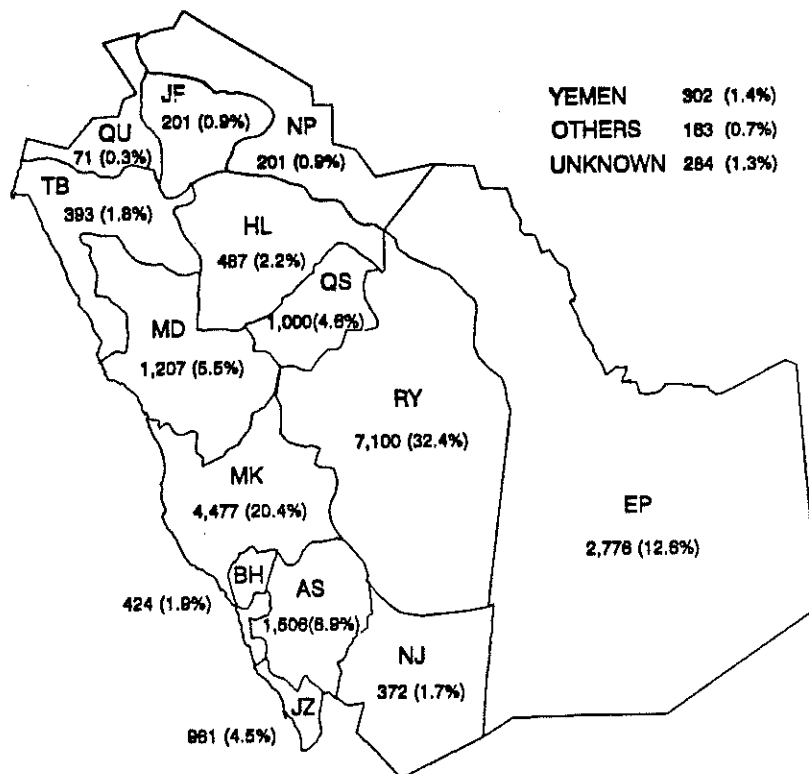 JF
201 (0.9%)
YEMEN 302 (1.4%)
QU
71 (0.3%)
NP
201 (0.9%)
OTHERS 163 (0.7%)
UNKNOWN 284 (1.3%)
TB
393 (1.8%)
HL
487 (2.2%)
QS
1,000(4.6%)
MD
1,207 (5.5%)
RY
7,100 (32.4%)
MK
4,477 (20.4%)
EP
2,776 (12.6%)
BH
424 (1.9%)
AS
1,506(6.9%)
NJ
372 (1.7%)
JZ
981 (4.5%)